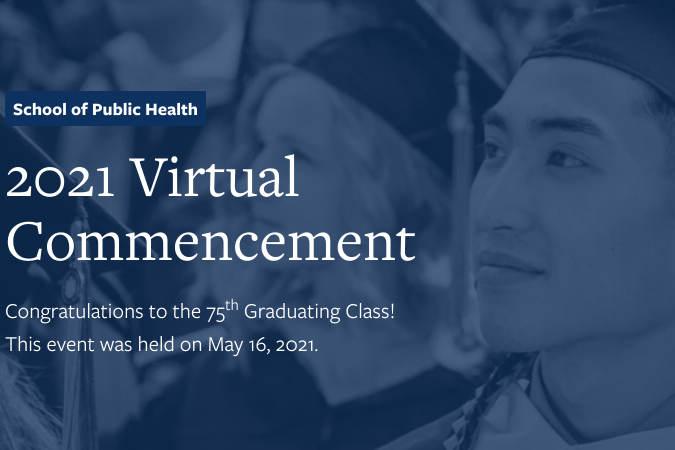 School of Public Health
2021 Virtual
Commencement
Congratulations to the 75th Graduating Class!
This event was held on May 16, 2021.